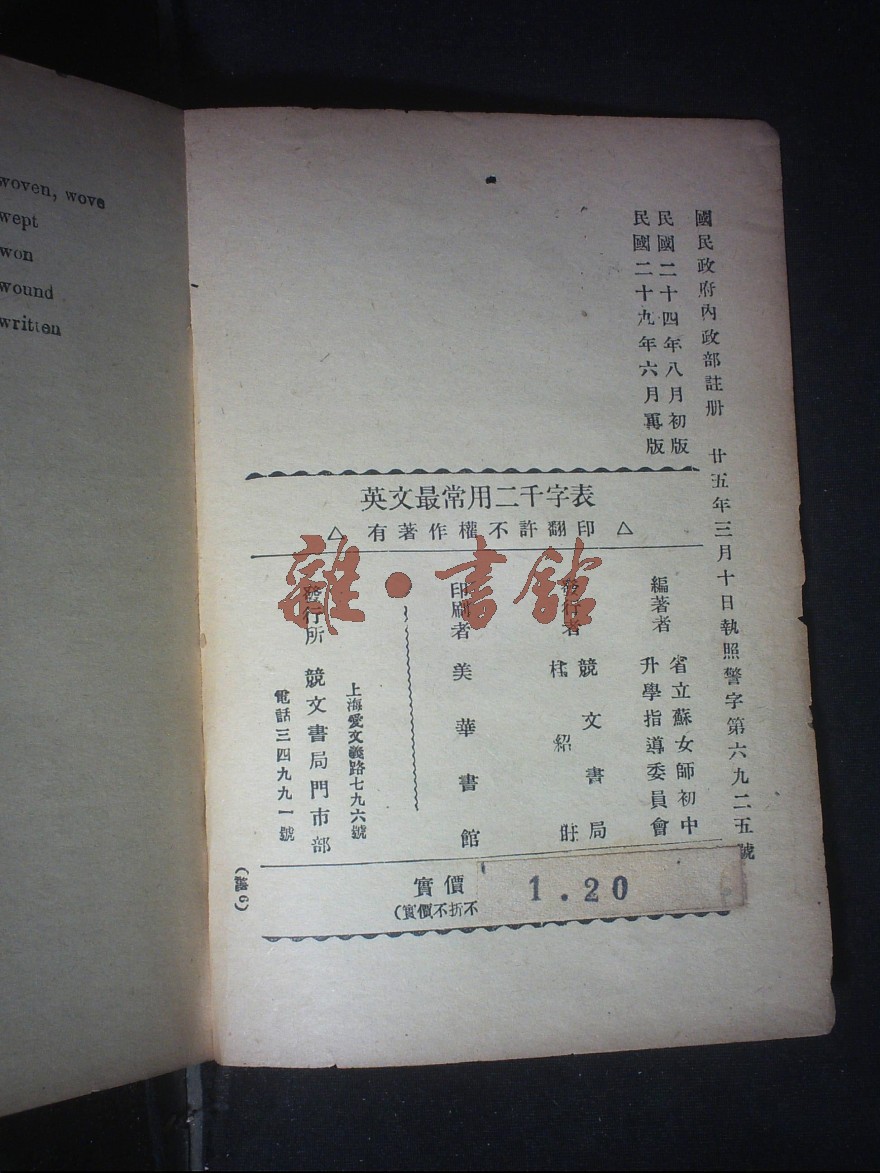 woven, wove
wept
won
wound
written
國民政府內政部註册 廿五年三月十日執照警字第六九二五號
民國二十四年八月初版
民國二十九年六月再版
英文最常用二千字表
△ 有著作權不許翻印 △
編著者 省立蘇女師初中
升學指導委員會
發行者 競文書局
桂紹盱
印刷者 美華書館
上海愛文義路七九六號
發行所 競文書局門市部
電話三四九九一號
實價 1.20
(實價不折不
雜·書館